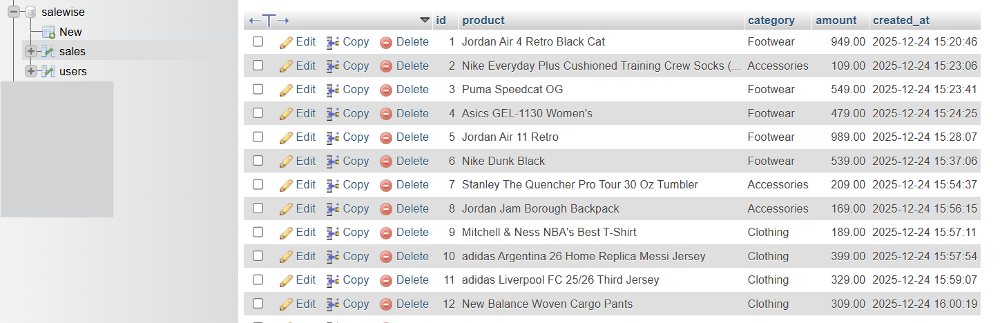 salewise
New
sales
users
id product category amount created_at
Edit Copy Delete 1 Jordan Air 4 Retro Black Cat Footwear 949.00 2025-12-24 15:20:46
Edit Copy Delete 2 Nike Everyday Plus Cushioned Training Crew Socks (... Accessories 109.00 2025-12-24 15:23:06
Edit Copy Delete 3 Puma Speedcat OG Footwear 549.00 2025-12-24 15:23:41
Edit Copy Delete 4 Asics GEL-1130 Women's Footwear 479.00 2025-12-24 15:24:25
Edit Copy Delete 5 Jordan Air 11 Retro Footwear 989.00 2025-12-24 15:28:07
Edit Copy Delete 6 Nike Dunk Black Footwear 539.00 2025-12-24 15:37:06
Edit Copy Delete 7 Stanley The Quencher Pro Tour 30 Oz Tumbler Accessories 209.00 2025-12-24 15:54:37
Edit Copy Delete 8 Jordan Jam Borough Backpack Accessories 169.00 2025-12-24 15:56:15
Edit Copy Delete 9 Mitchell & Ness NBA's Best T-Shirt Clothing 189.00 2025-12-24 15:57:11
Edit Copy Delete 10 adidas Argentina 26 Home Replica Messi Jersey Clothing 399.00 2025-12-24 15:57:54
Edit Copy Delete 11 adidas Liverpool FC 25/26 Third Jersey Clothing 329.00 2025-12-24 15:59:07
Edit Copy Delete 12 New Balance Woven Cargo Pants Clothing 309.00 2025-12-24 16:00:19